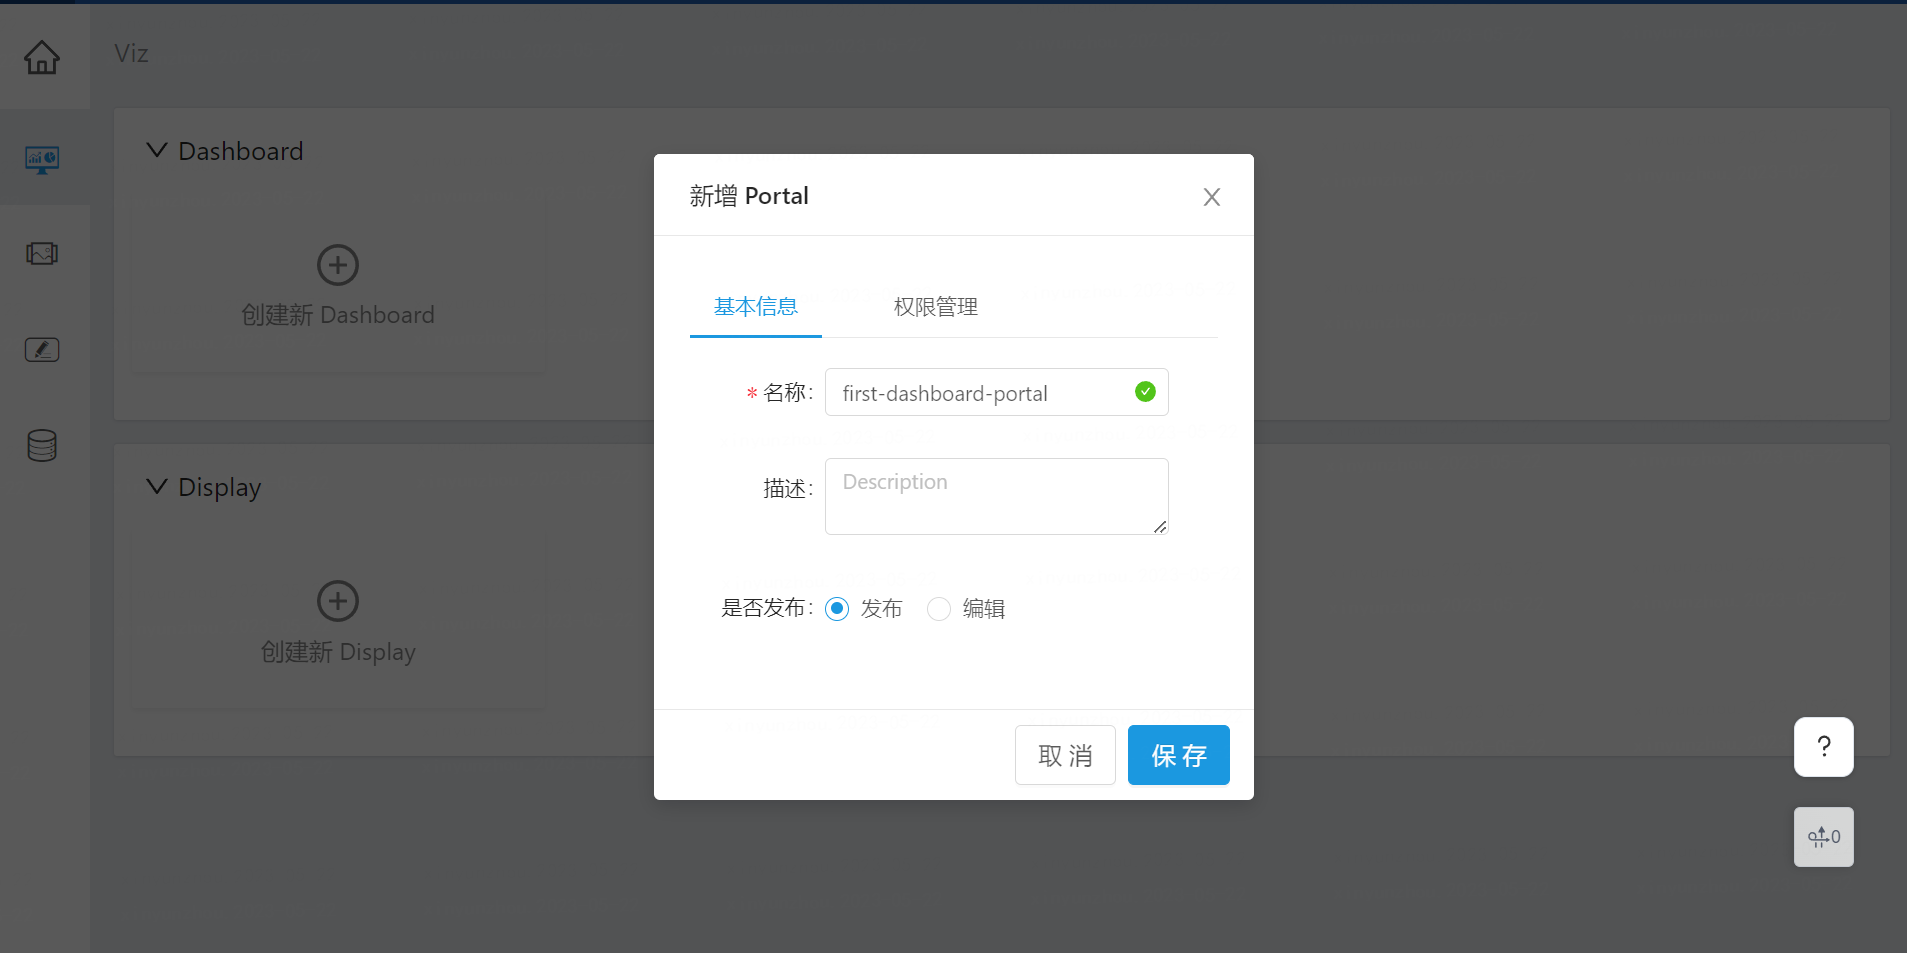 Viz
Dashboard
创建新 Dashboard
Display
创建新 Display
新增 Portal
基本信息 权限管理
* 名称: first-dashboard-portal
描述: Description
是否发布: 发布 编辑
取 消 保 存
?
0